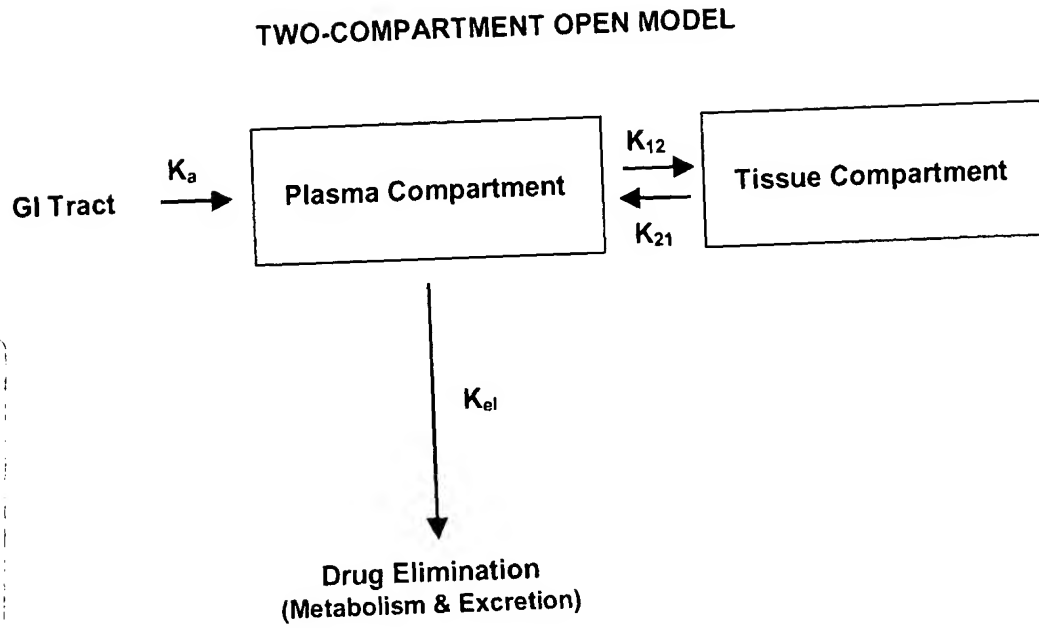 TWO-COMPARTMENT OPEN MODEL
GI Tract
Ka
Plasma Compartment
K12
K21
Tissue Compartment
Kel
Drug Elimination
(Metabolism & Excretion)